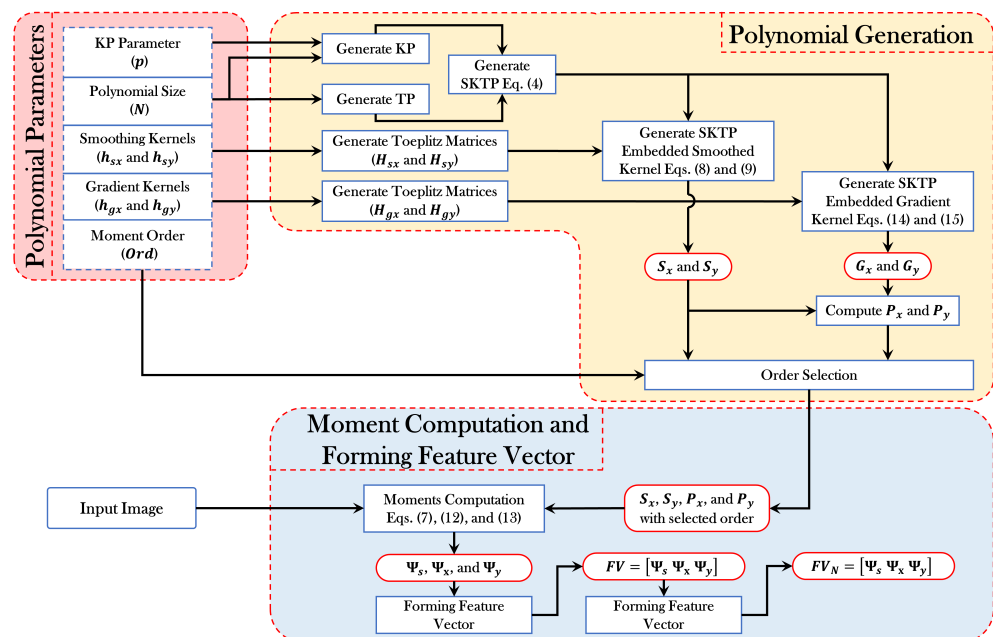 Polynomial Parameters
KP Parameter
(p)
Polynomial Size
(N)
Smoothing Kernels
(h_sx and h_sy)
Gradient Kernels
(h_gx and h_gy)
Moment Order
(Ord)
Polynomial Generation
Generate KP
Generate TP
Generate
SKTP Eq. (4)
Generate Toeplitz Matrices
(H_sx and H_sy)
Generate Toeplitz Matrices
(H_gx and H_gy)
Generate SKTP
Embedded Smoothed
Kernel Eqs. (8) and (9)
Generate SKTP
Embedded Gradient
Kernel Eqs. (14) and (15)
S_x and S_y
G_x and G_y
Compute P_x and P_y
Order Selection
Moment Computation and
Forming Feature Vector
Input Image
Moments Computation
Eqs. (7), (12), and (13)
S_x, S_y, P_x, and P_y
with selected order
Ψ_s, Ψ_x, and Ψ_y
FV = [Ψ_s Ψ_x Ψ_y]
FV_N = [Ψ_s Ψ_x Ψ_y]
Forming Feature
Vector
Forming Feature
Vector